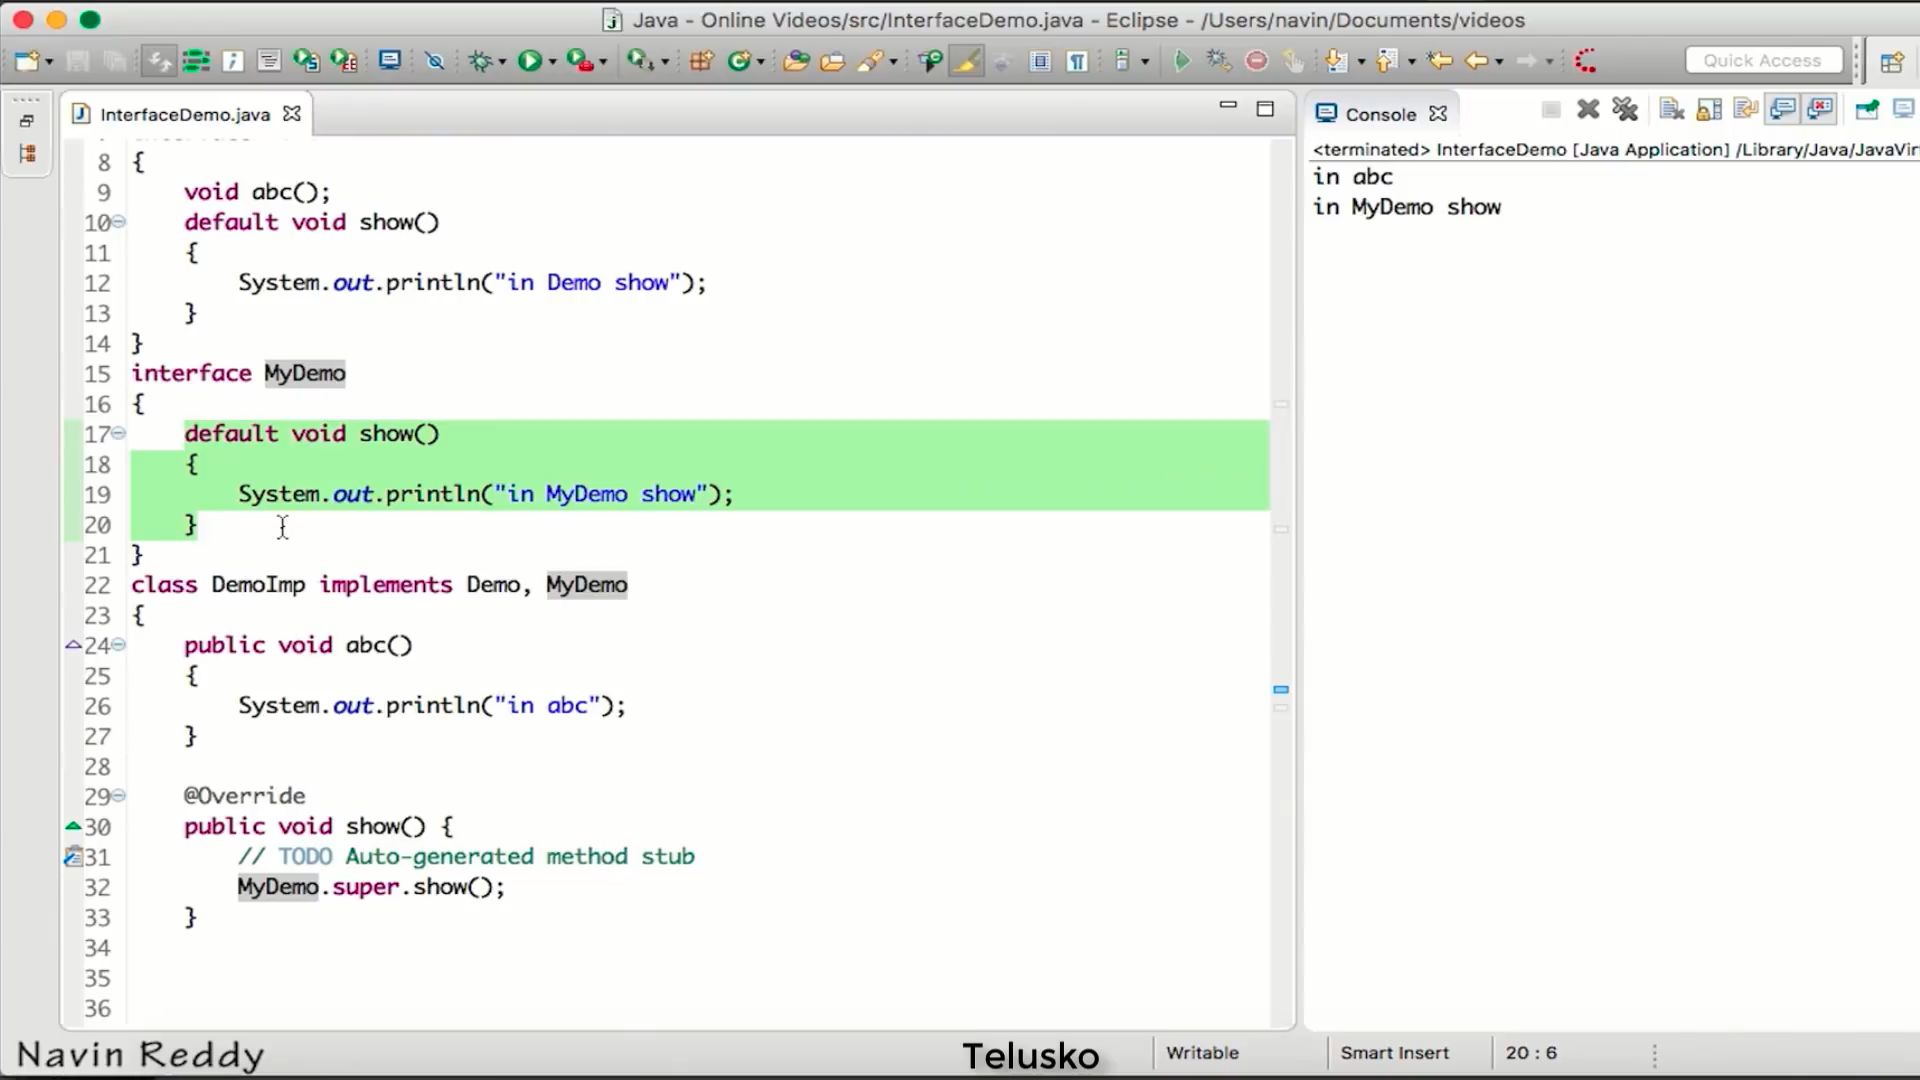 Java - Online Videos/src/InterfaceDemo.java - Eclipse - /Users/navin/Documents/videos
Quick Access
InterfaceDemo.java
8 {
9 void abc();
10 default void show()
11 {
12 System.out.println("in Demo show");
13 }
14 }
15 interface MyDemo
16 {
17 default void show()
18 {
19 System.out.println("in MyDemo show");
20 }
21 }
22 class DemoImp implements Demo, MyDemo
23 {
24 public void abc()
25 {
26 System.out.println("in abc");
27 }
28
29 @Override
30 public void show() {
31 // TODO Auto-generated method stub
32 MyDemo.super.show();
33 }
34
35
36
Console
<terminated> InterfaceDemo [Java Application] /Library/Java/JavaVir
in abc
in MyDemo show
Navin Reddy
Telusko
Writable
Smart Insert
20 : 6